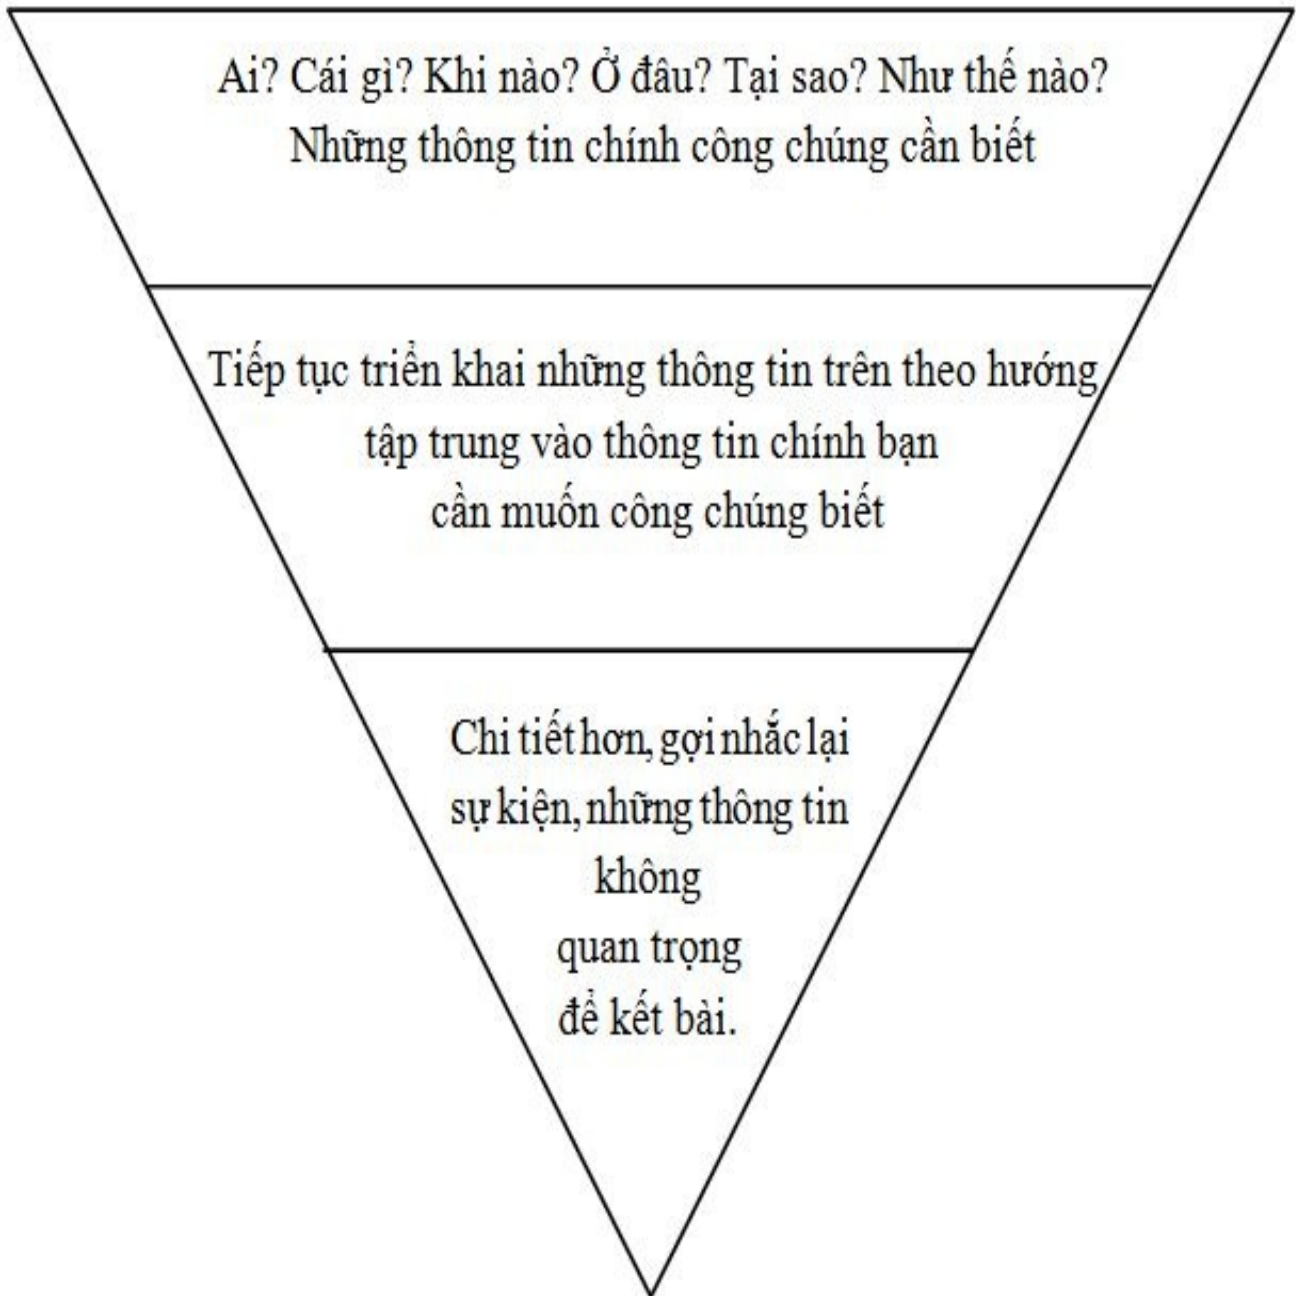 Ai? Cái gì? Khi nào? Ở đâu? Tại sao? Như thế nào?
Những thông tin chính công chúng cần biết
Tiếp tục triển khai những thông tin trên theo hướng
tập trung vào thông tin chính bạn
cần muốn công chúng biết
Chi tiết hơn, gợi nhắc lại
sự kiện, những thông tin
không
quan trọng
để kết bài.